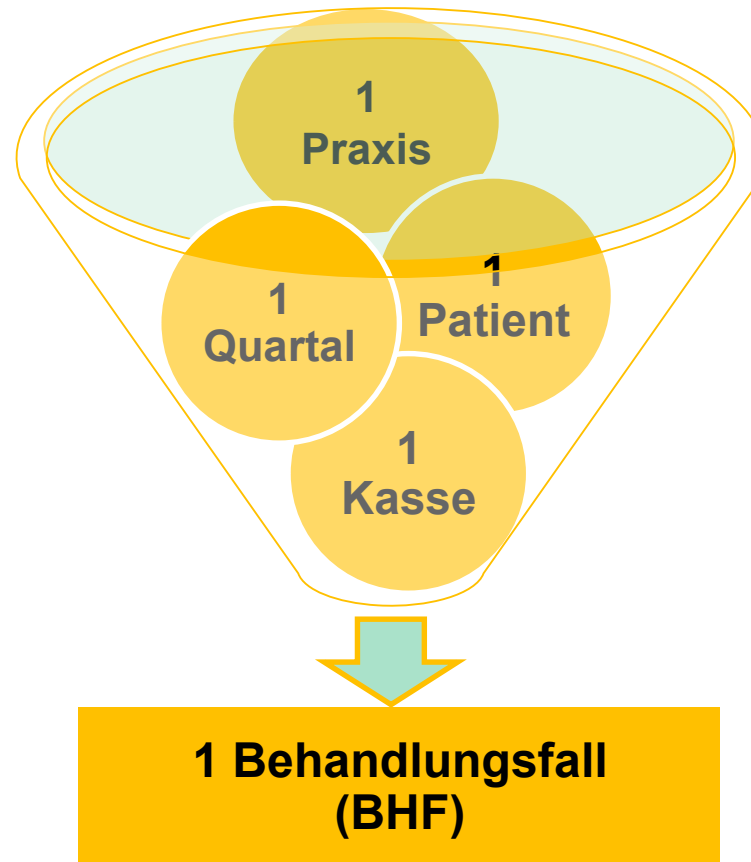 1
Praxis
1
Quartal
1
Patient
1
Kasse
1 Behandlungsfall
(BHF)